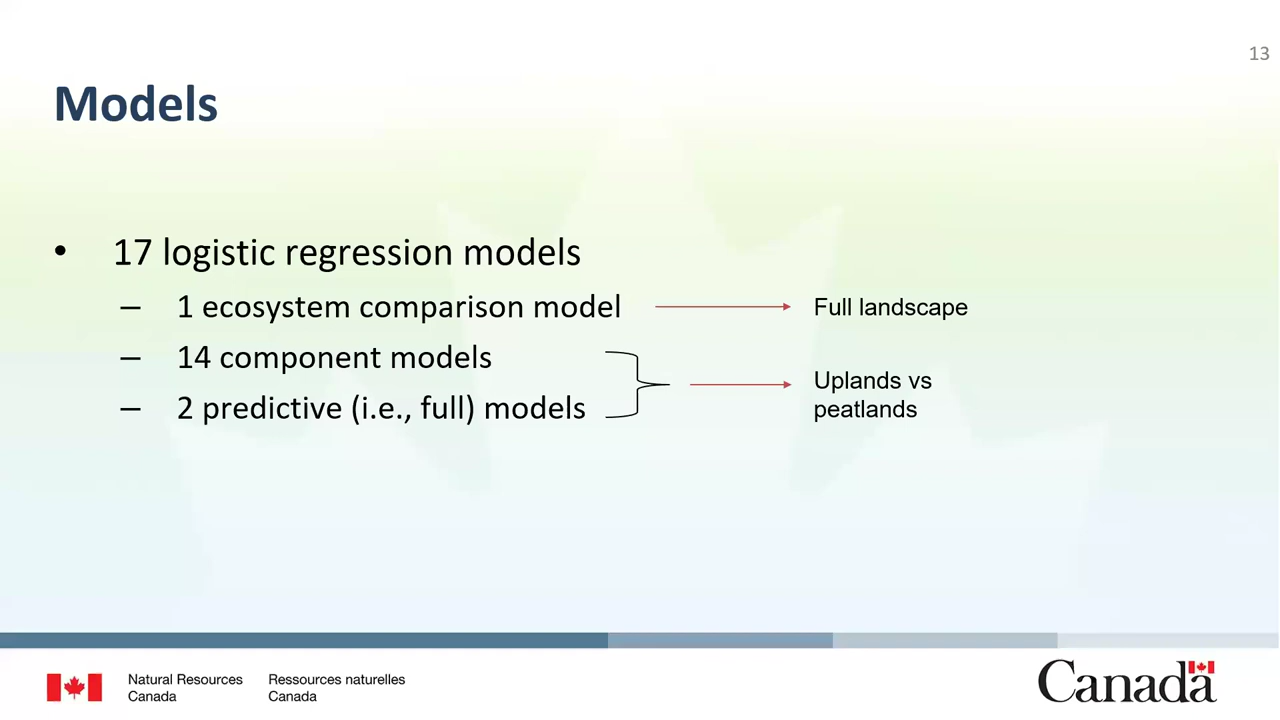 13
Models
• 17 logistic regression models
– 1 ecosystem comparison model
Full landscape
– 14 component models
– 2 predictive (i.e., full) models
Uplands vs
peatlands
Natural Resources
Canada
Ressources naturelles
Canada
Canada